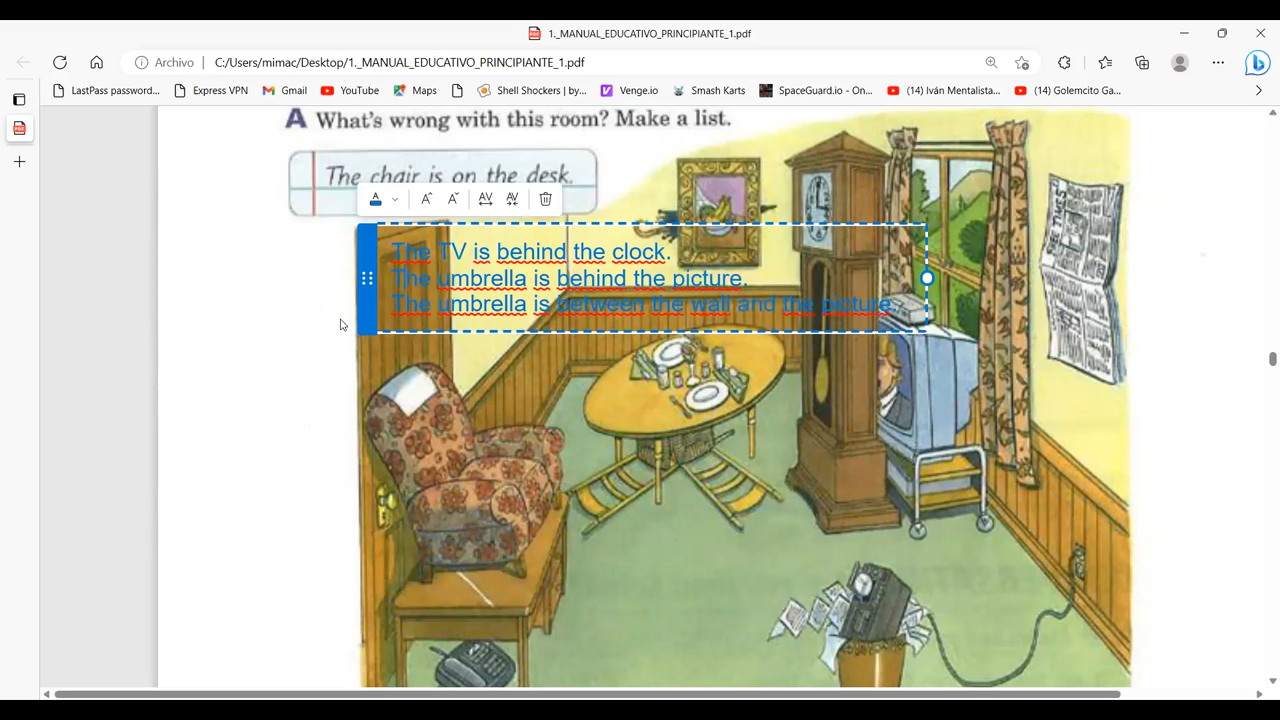 1._MANUAL_EDUCATIVO_PRINCIPIANTE_1.pdf
Archivo C:/Users/mimac/Desktop/1._MANUAL_EDUCATIVO_PRINCIPIANTE_1.pdf
LastPass password... Express VPN Gmail YouTube Maps Shell Shockers | by... Venge.io Smash Karts SpaceGuard.io - On... (14) Iván Mentalista... (14) Golemcito Ga...
A What's wrong with this room? Make a list.
The chair is on the desk.
The TV is behind the clock.
The umbrella is behind the picture.
The umbrella is between the wall and the picture.